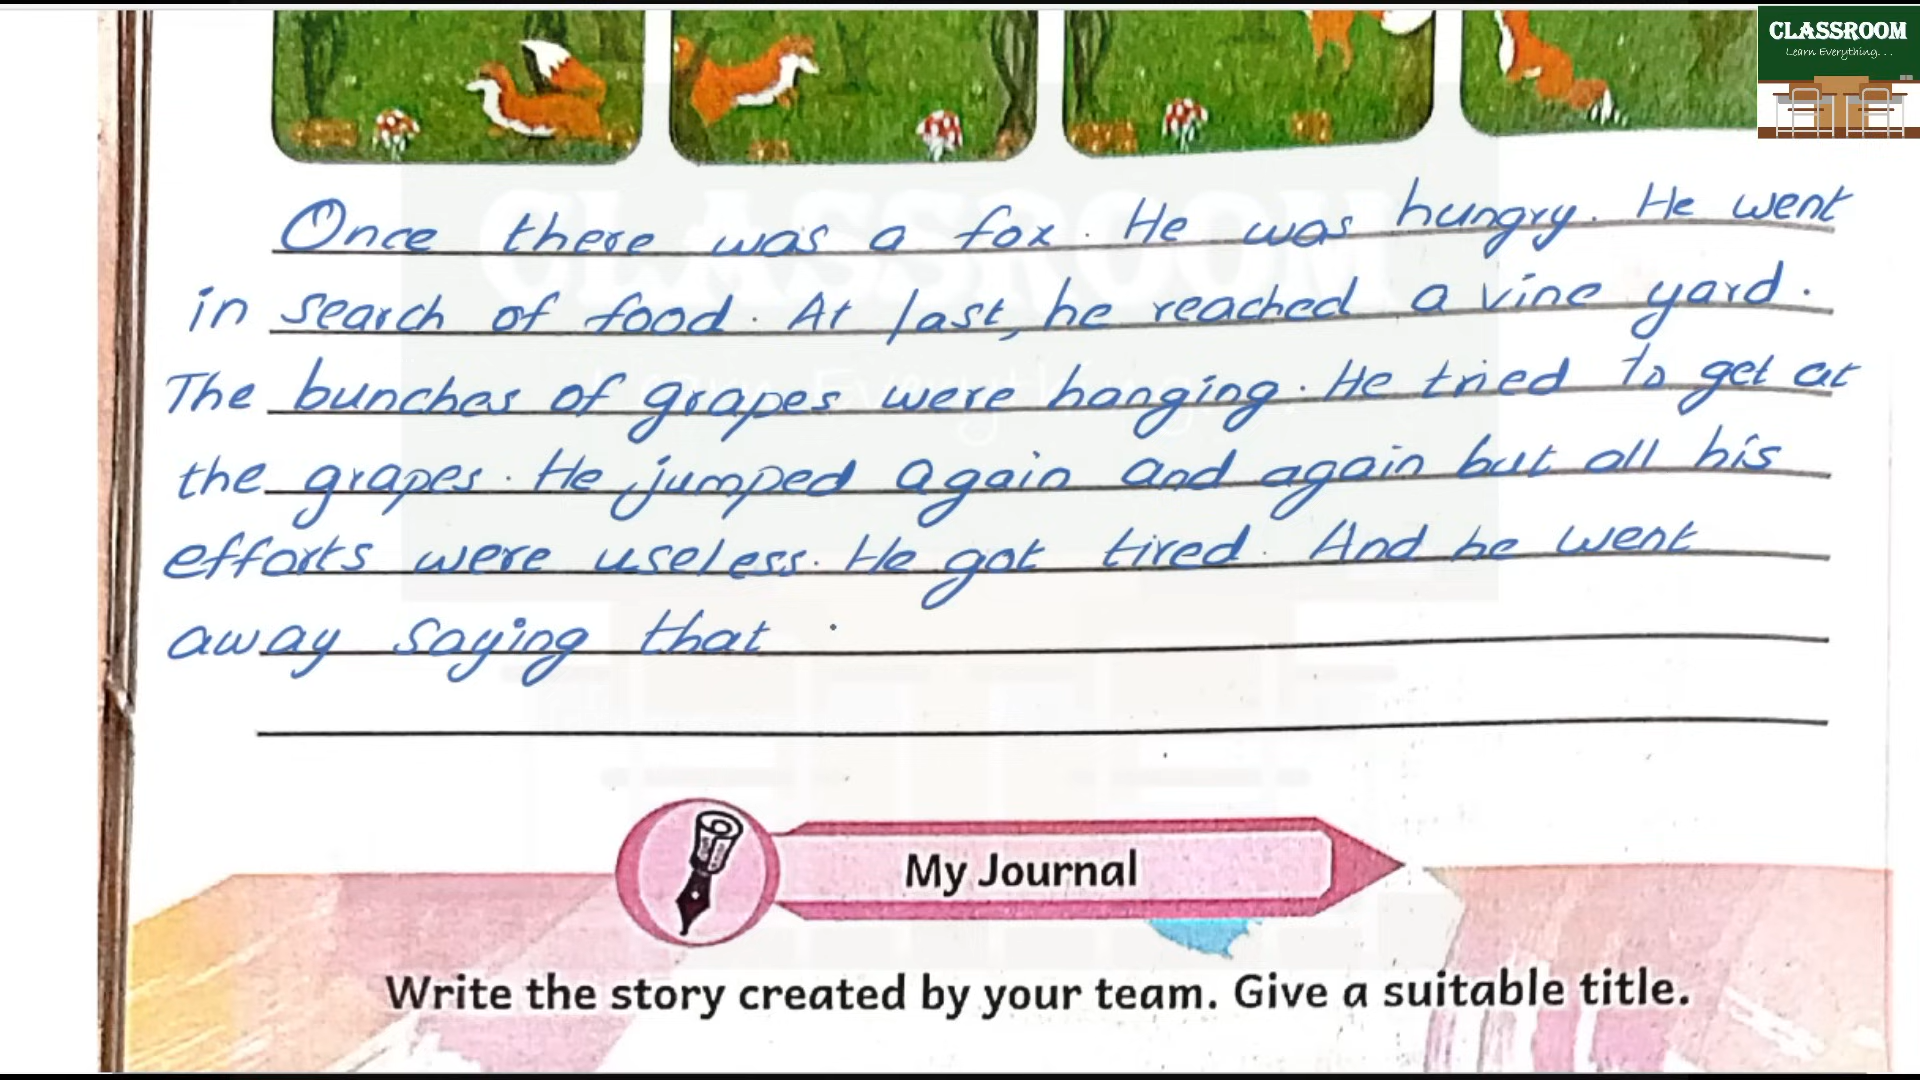 CLASSROOM
Learn Everything...
Once there was a fox. He was hungry. He went
in search of food. At last, he reached a vine yard.
The bunches of grapes were hanging. He tried to get at
the grapes. He jumped again and again but all his
efforts were useless. He got tired. And he went
away saying that
My Journal
Write the story created by your team. Give a suitable title.